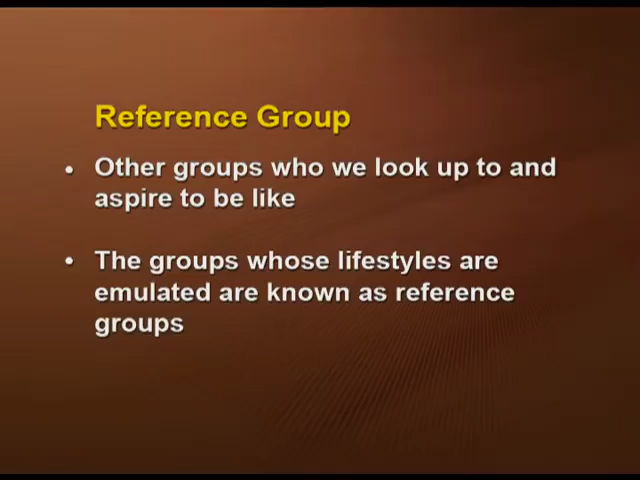 Reference Group
• Other groups who we look up to and
aspire to be like
• The groups whose lifestyles are
emulated are known as reference
groups